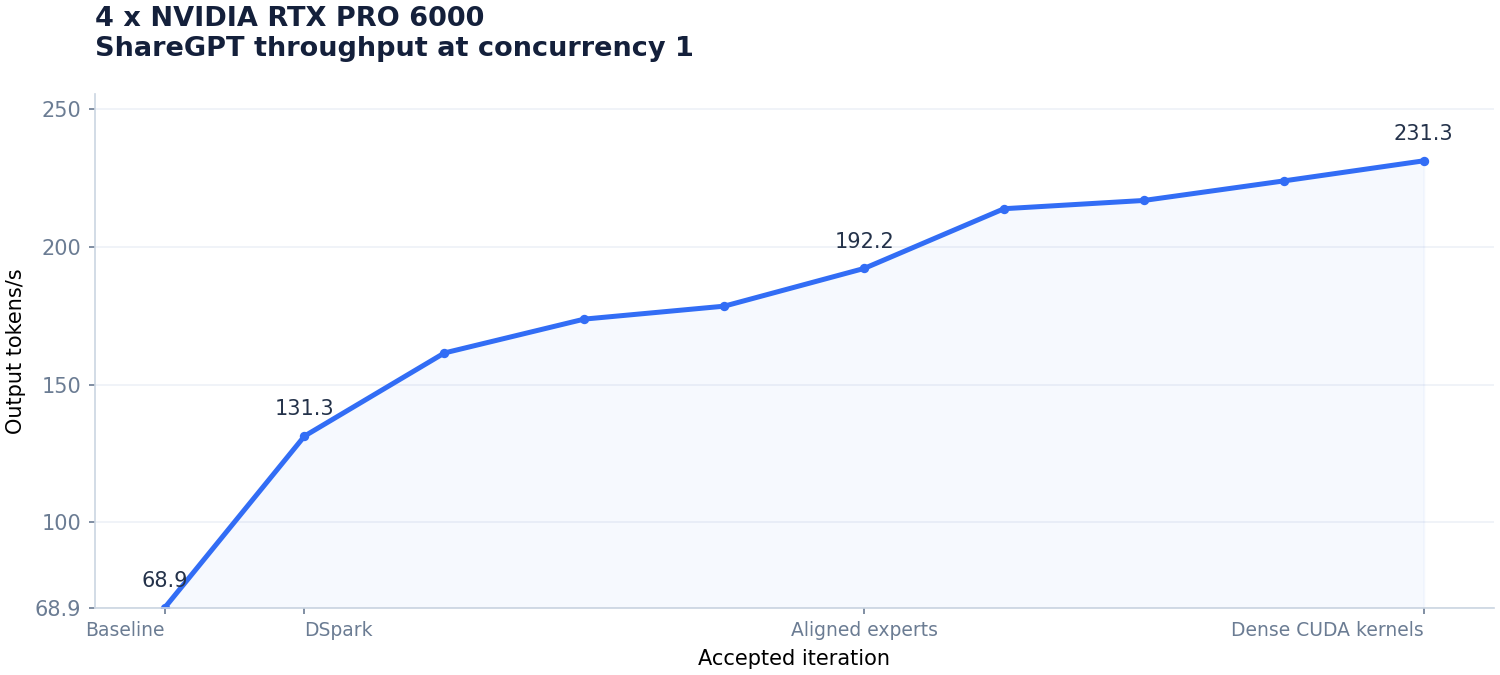 4 x NVIDIA RTX PRO 6000
ShareGPT throughput at concurrency 1
250
200
150
100
68.9
Output tokens/s
68.9
131.3
192.2
231.3
Baseline
DSpark
Aligned experts
Dense CUDA kernels
Accepted iteration